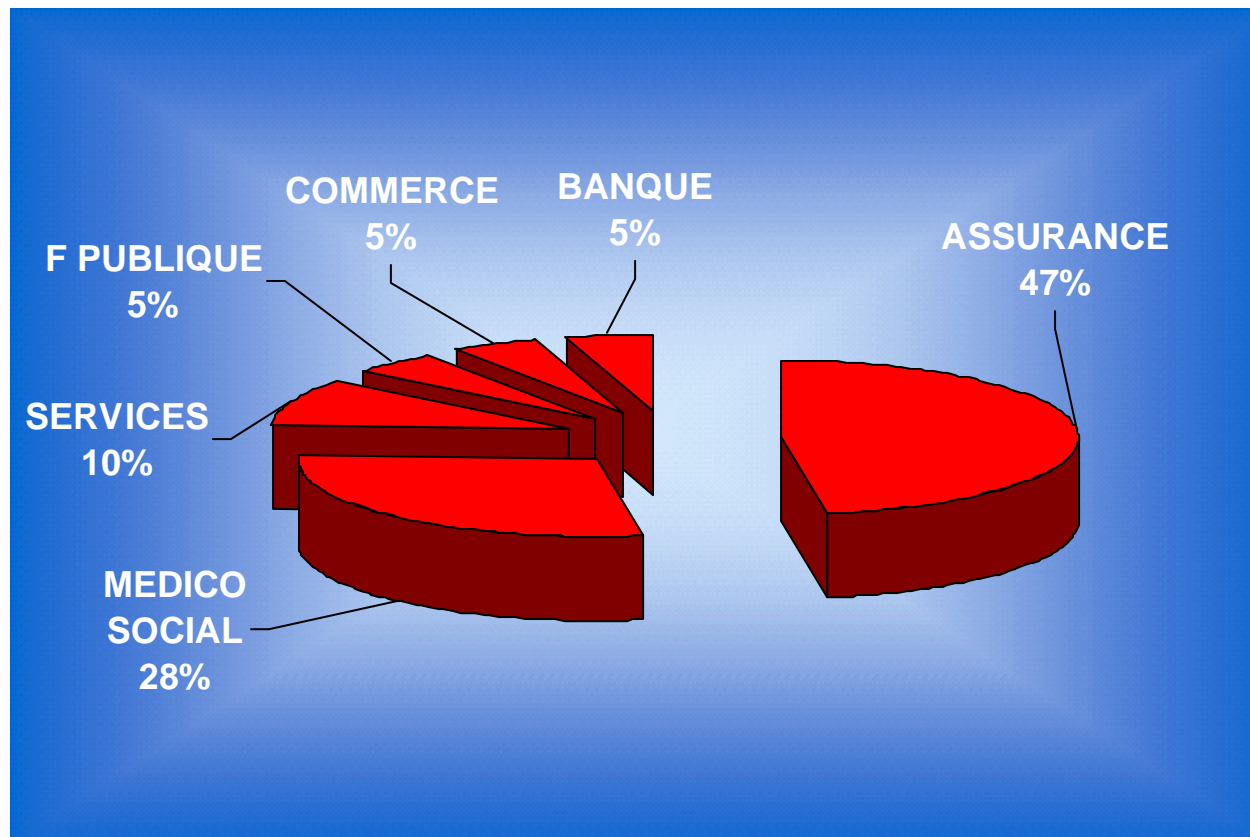 COMMERCE
5%
BANQUE
5%
ASSURANCE
47%
F PUBLIQUE
5%
SERVICES
10%
MEDICO
SOCIAL
28%